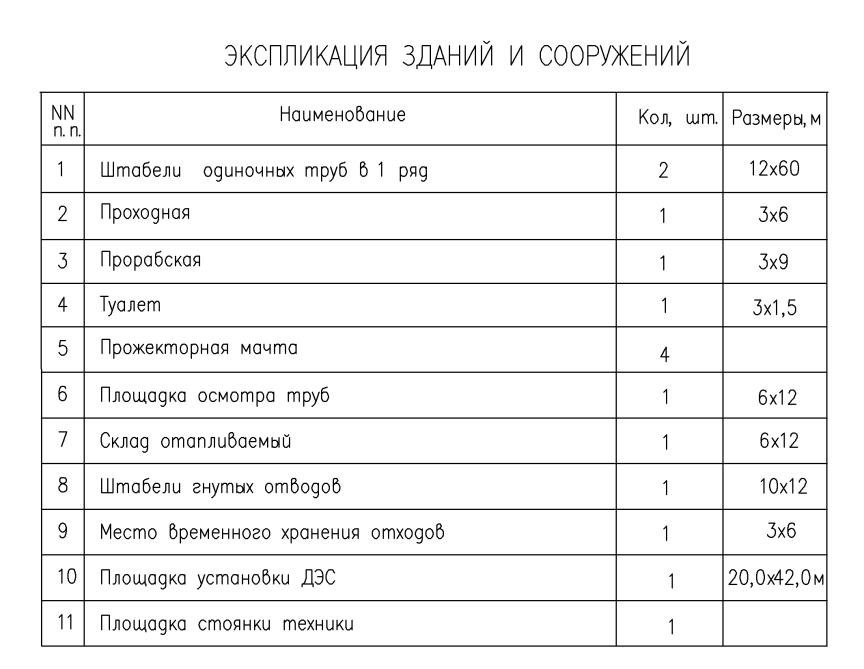 ЭКСПЛИКАЦИЯ ЗДАНИЙ И СООРУЖЕНИЙ
NN п.п. Наименование Кол, шт. Размеры, м
1 Штабели одиночных труб в 1 ряд 2 12х60
2 Проходная 1 3х6
3 Прорабская 1 3х9
4 Туалет 1 3х1,5
5 Прожекторная мачта 4
6 Площадка осмотра труб 1 6х12
7 Склад отапливаемый 1 6х12
8 Штабели гнутых отводов 1 10х12
9 Место временного хранения отходов 1 3х6
10 Площадка установки ДЭС 1 20,0х42,0м
11 Площадка стоянки техники 1